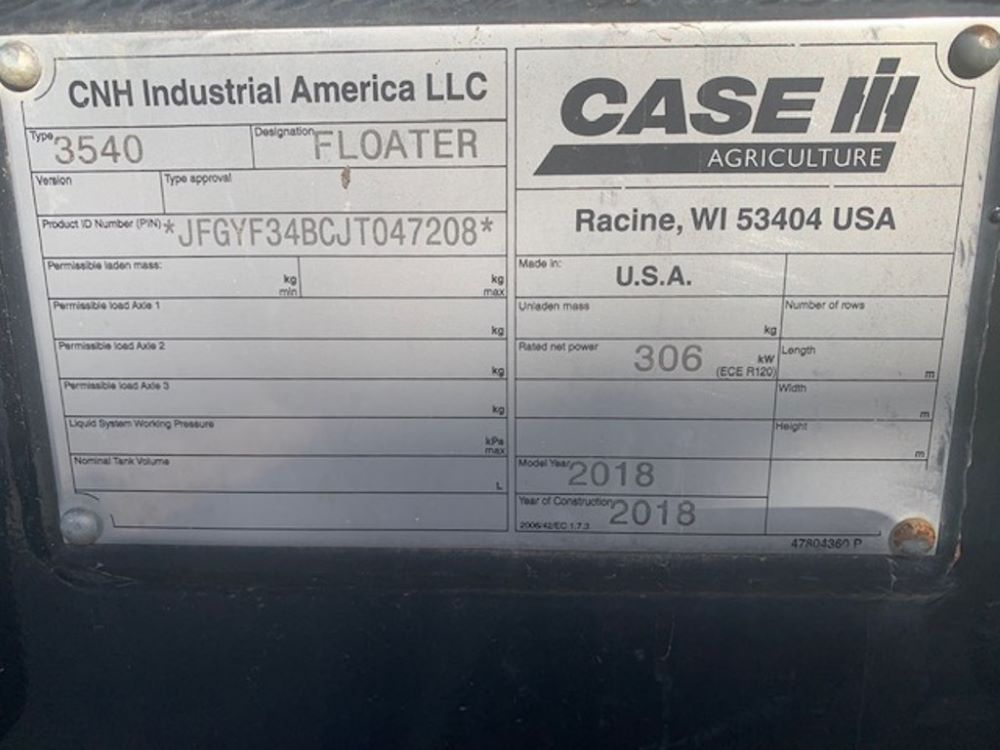 CNH Industrial America LLC
Type 3540
Designation FLOATER
Version
Type approval
Product ID Number (PIN) *JFGYF34BCJT047208*
Permissible laden mass:
kg min
kg max
Permissible load Axle 1
kg
Permissible load Axle 2
kg
Permissible load Axle 3
kg
Liquid System Working Pressure
kPa max
Nominal Tank Volume
L
CASE IH
AGRICULTURE
Racine, WI 53404 USA
Made in: U.S.A.
Unladen mass
kg
Number of rows
Rated net power 306 kW
(ECE R120)
Length
m
Width
m
Height
m
Model Year 2018
Year of Construction 2018
2006/42/EC 1.7.3
47804360 P